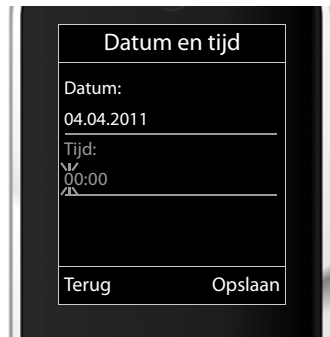 Datum en tijd
Datum:
04.04.2011
Tijd:
00:00
Terug
Opslaan